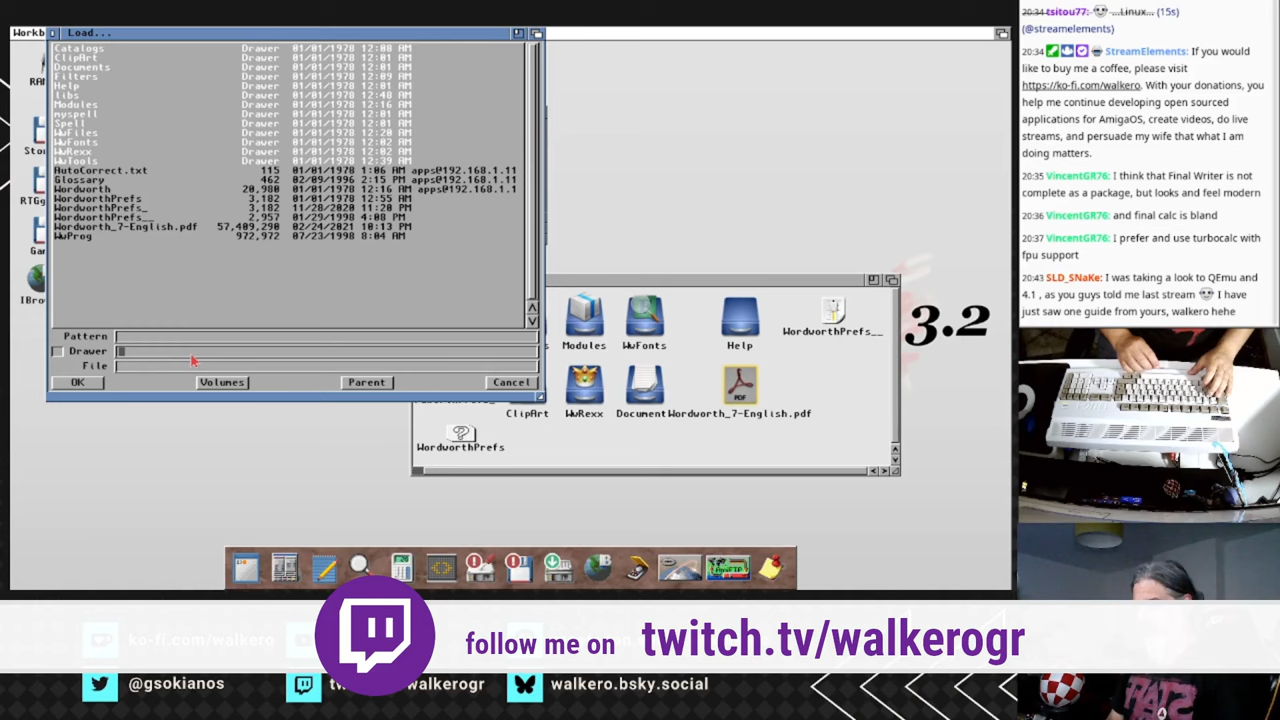 Workb
Load...
Catalogs Drawer 01/01/1978 12:08 AM
ClipArt Drawer 01/01/1978 12:01 AM
Documents Drawer 01/01/1978 12:01 AM
Filters Drawer 01/01/1978 12:09 AM
Help Drawer 01/01/1978 12:01 AM
libs Drawer 01/01/1978 12:48 AM
Modules Drawer 01/01/1978 12:16 AM
myspell Drawer 01/01/1978 12:01 AM
Spell Drawer 01/01/1978 12:01 AM
WwFiles Drawer 01/01/1978 12:20 AM
WwFonts Drawer 01/01/1978 12:02 AM
WwRexx Drawer 01/01/1978 12:02 AM
WwTools Drawer 01/01/1978 12:39 AM
AutoCorrect.txt 115 01/01/1978 1:06 AM apps@192.168.1.11
Glossary 462 02/09/1996 2:15 PM apps@192.168.1.11
Wordworth 20,980 01/01/1978 12:16 AM apps@192.168.1.1
WordworthPrefs 3,182 01/01/1978 12:55 AM
WordworthPrefs_ 3,182 11/28/2020 11:20 PM
WordworthPrefs__ 2,957 01/29/1998 4:08 PM
Wordworth_7-English.pdf 57,409,290 02/24/2021 10:13 PM
WwProg 972,972 07/23/1998 8:04 AM
Pattern
Drawer
File
OK Volumes Parent Cancel
RAM
Stor
RTGg
Gam
IBrow
Modules
WwFonts
Help
WordworthPrefs__
ClipArt
WwRexx
Document
Wordworth_7-English.pdf
PDF
WordworthPrefs
3.2
20:34 tsitou77: ...Linux... (15s)
(@streamelements)
20:34 StreamElements: If you would
like to buy me a coffee, please visit
https://ko-fi.com/walkero. With your donations, you
help me continue developing open sourced
applications for AmigaOS, create videos, do live
streams, and persuade my wife that what I am
doing matters.
20:35 VincentGR76: I think that Final Writer is not
complete as a package, but looks and feel modern
20:36 VincentGR76: and final calc is bland
20:37 VincentGR76: I prefer and use turbocalc with
fpu support
20:43 SLD_SNaKe: I was taking a look to QEmu and
4.1 , as you guys told me last stream I have
just saw one guide from yours, walkero hehe
follow me on twitch.tv/walkerogr
ko-fi.com/walkero
@gsokianos
walkerogr
walkero.bsky.social